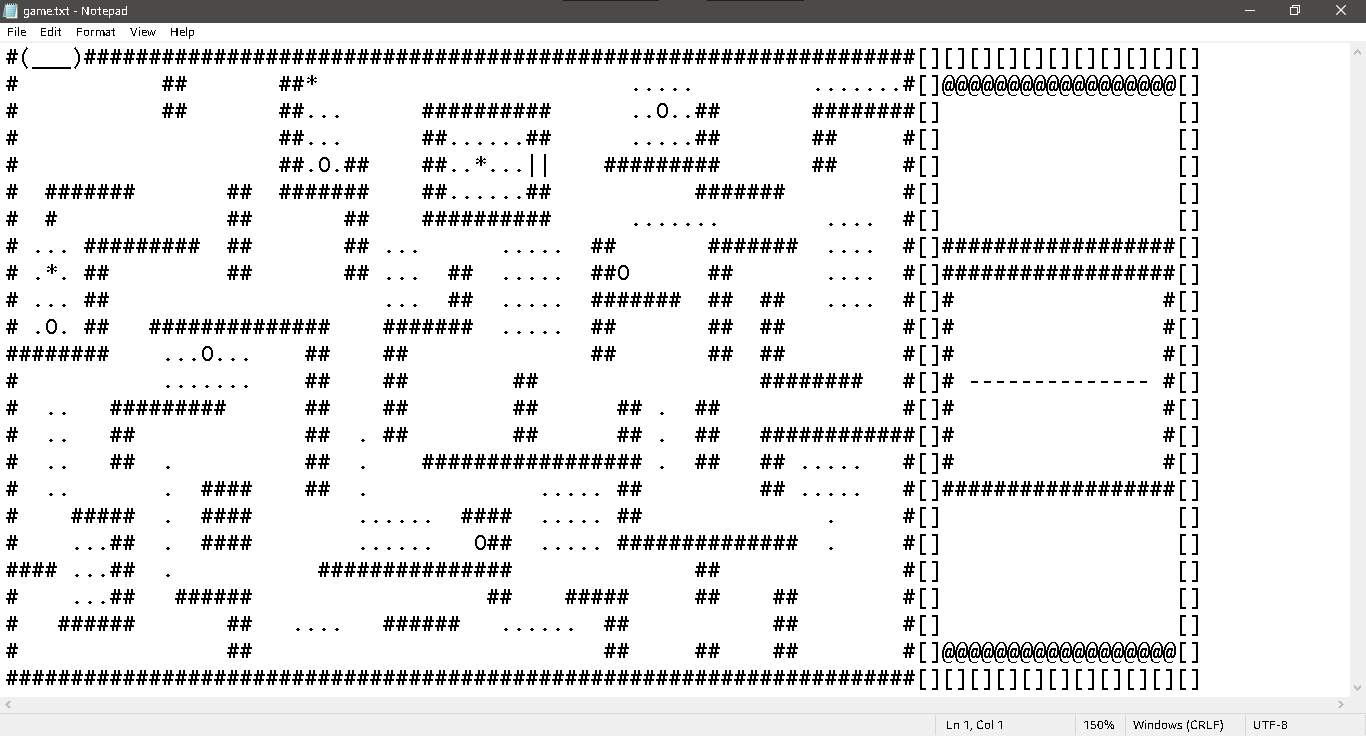 game.txt - Notepad
File Edit Format View Help
#(___)################################################################[][][][][][][][][][][]
#           ##       ##*                        .....         .......#[]@@@@@@@@@@@@@@@@@@[]
#           ##       ##...      ##########      ..O..##       ########[]                  []
#                    ##...      ##......##      .....##       ##     #[]                  []
#                    ##.O.##    ##..*...||    #########       ##     #[]                  []
#  #######       ##  #######    ##......##           #######         #[]                  []
#  #             ##       ##    ##########      .......        ....  #[]                  []
# ... #########  ##       ## ...      .....  ##       #######  ....  #[]##################[]
# .*. ##         ##       ## ...  ##  .....  ##O      ##       ....  #[]##################[]
# ... ##                     ...  ##  .....  #######  ##  ##   ....  #[]#                #[]
# .O. ##   ##############    #######  .....  ##       ##  ##         #[]#                #[]
########    ...O...    ##    ##              ##       ##  ##         #[]#                #[]
#           .......    ##    ##        ##                 ########   #[]# -------------- #[]
#  ..   #########      ##    ##        ##      ## .  ##              #[]#                #[]
#  ..   ##             ##  . ##        ##      ## .  ##   ############[]#                #[]
#  ..   ##  .          ##  .    ################# .  ##   ## .....   #[]#                #[]
#  ..       .  ####    ##  .             ..... ##         ## .....   #[]##################[]
#    #####  .  ####        ......  ####  ..... ##              .     #[]                  []
#    ...##  .  ####        ......   O##  ..... ##############  .     #[]                  []
#### ...##  .           ###############              ##              #[]                  []
#    ...##   ######                  ##    #####     ##    ##        #[]                  []
#   ######       ##   ....   ######   ......  ##           ##        #[]                  []
#                ##                           ##     ##    ##        #[]@@@@@@@@@@@@@@@@@@[]
######################################################################[][][][][][][][][][][]
Ln 1, Col 1 150% Windows (CRLF) UTF-8